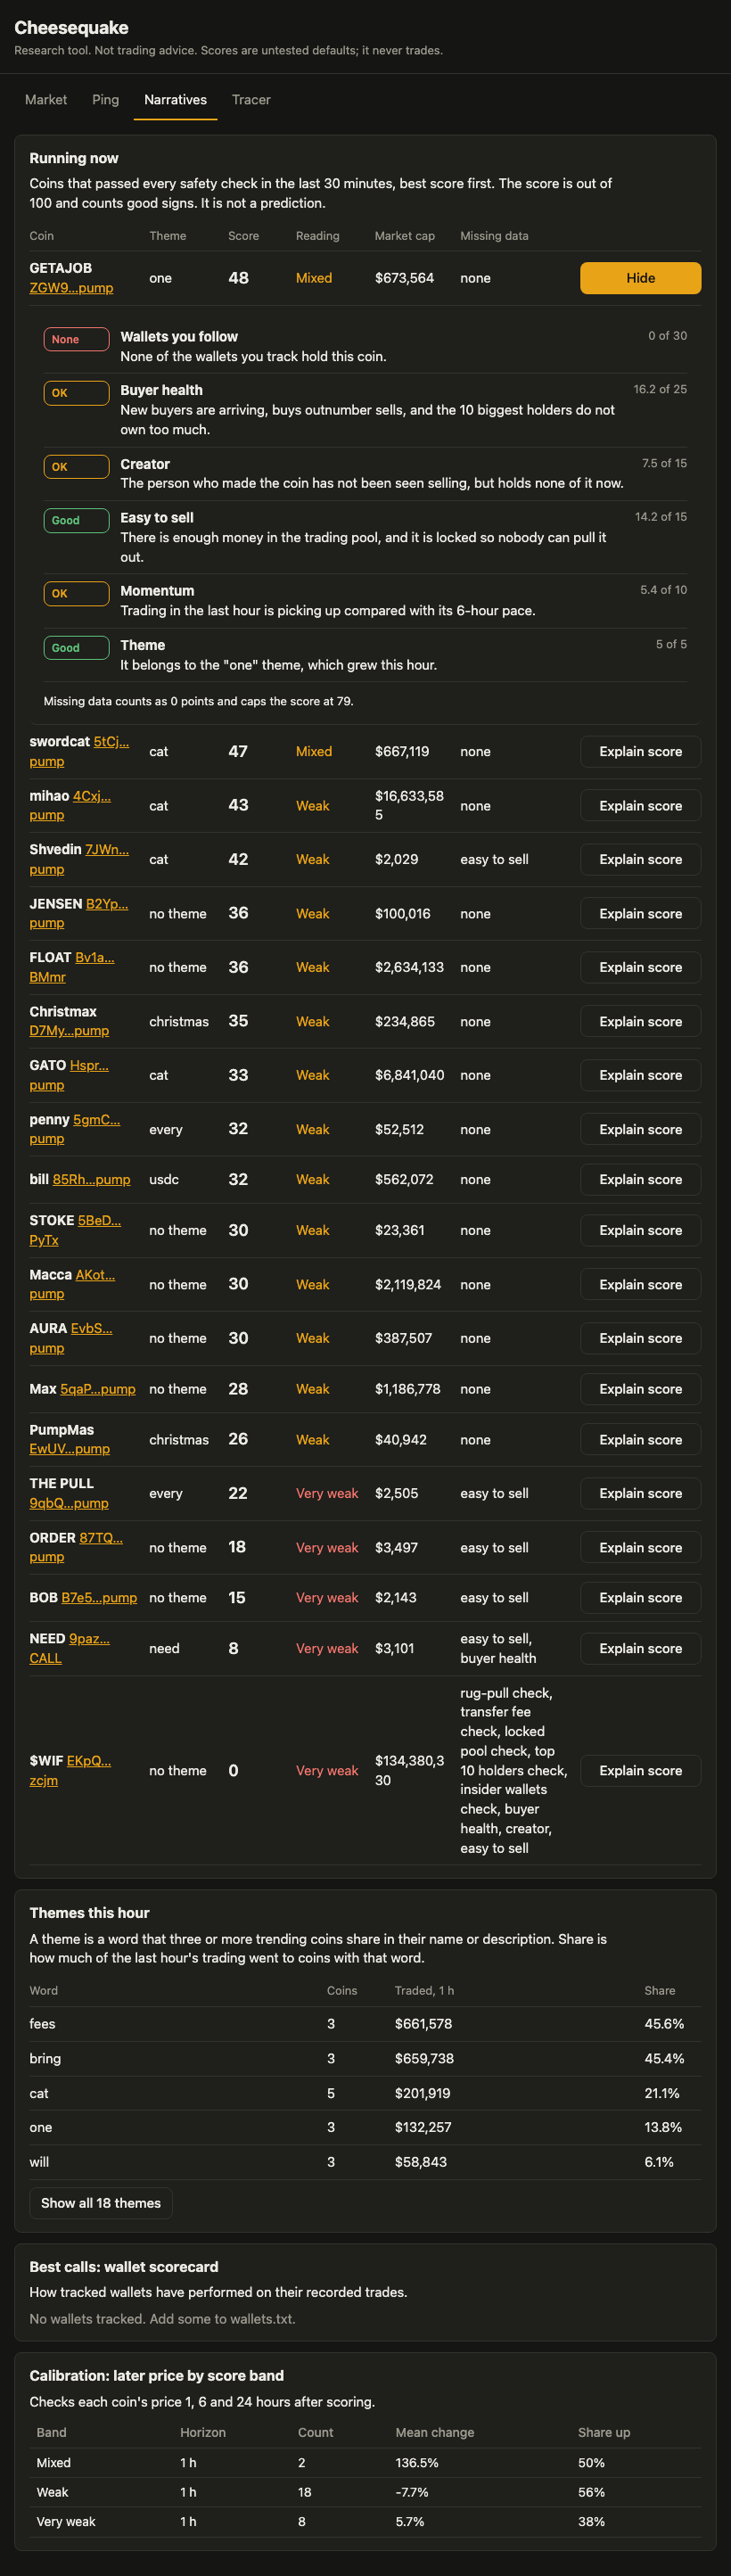 Cheesequake
Research tool. Not trading advice. Scores are untested defaults; it never trades.
Market Ping Narratives Tracer
Running now
Coins that passed every safety check in the last 30 minutes, best score first. The score is out of
100 and counts good signs. It is not a prediction.
Coin Theme Score Reading Market cap Missing data
GETAJOB
ZGW9...pump one 48 Mixed $673,564 none Hide
None Wallets you follow 0 of 30
None of the wallets you track hold this coin.
OK Buyer health 16.2 of 25
New buyers are arriving, buys outnumber sells, and the 10 biggest holders do not
own too much.
OK Creator 7.5 of 15
The person who made the coin has not been seen selling, but holds none of it now.
Good Easy to sell 14.2 of 15
There is enough money in the trading pool, and it is locked so nobody can pull it
out.
OK Momentum 5.4 of 10
Trading in the last hour is picking up compared with its 6-hour pace.
Good Theme 5 of 5
It belongs to the "one" theme, which grew this hour.
Missing data counts as 0 points and caps the score at 79.
swordcat 5tCj...
pump cat 47 Mixed $667,119 none Explain score
mihao 4Cxj...
pump cat 43 Weak $16,633,58
5 none Explain score
Shvedin 7JWn...
pump cat 42 Weak $2,029 easy to sell Explain score
JENSEN B2Yp...
pump no theme 36 Weak $100,016 none Explain score
FLOAT Bv1a...
BMmr no theme 36 Weak $2,634,133 none Explain score
Christmax
D7My...pump christmas 35 Weak $234,865 none Explain score
GATO Hspr...
pump cat 33 Weak $6,841,040 none Explain score
penny 5gmC...
pump every 32 Weak $52,512 none Explain score
bill 85Rh...pump usdc 32 Weak $562,072 none Explain score
STOKE 5BeD...
PyTx no theme 30 Weak $23,361 none Explain score
Macca AKot...
pump no theme 30 Weak $2,119,824 none Explain score
AURA EvbS...
pump no theme 30 Weak $387,507 none Explain score
Max 5qaP...pump no theme 28 Weak $1,186,778 none Explain score
PumpMas
EwUV...pump christmas 26 Weak $40,942 none Explain score
THE PULL
9qbQ...pump every 22 Very weak $2,505 easy to sell Explain score
ORDER 87TQ...
pump no theme 18 Very weak $3,497 easy to sell Explain score
BOB B7e5...pump no theme 15 Very weak $2,143 easy to sell Explain score
NEED 9paz...
CALL need 8 Very weak $3,101 easy to sell,
buyer health Explain score
$WIF EKpQ...
zcjm no theme 0 Very weak $134,380,3
30 rug-pull check,
transfer fee
check, locked
pool check, top
10 holders check,
insider wallets
check, buyer
health, creator,
easy to sell Explain score
Themes this hour
A theme is a word that three or more trending coins share in their name or description. Share is
how much of the last hour's trading went to coins with that word.
Word Coins Traded, 1 h Share
fees 3 $661,578 45.6%
bring 3 $659,738 45.4%
cat 5 $201,919 21.1%
one 3 $132,257 13.8%
will 3 $58,843 6.1%
Show all 18 themes
Best calls: wallet scorecard
How tracked wallets have performed on their recorded trades.
No wallets tracked. Add some to wallets.txt.
Calibration: later price by score band
Checks each coin's price 1, 6 and 24 hours after scoring.
Band Horizon Count Mean change Share up
Mixed 1 h 2 136.5% 50%
Weak 1 h 18 -7.7% 56%
Very weak 1 h 8 5.7% 38%